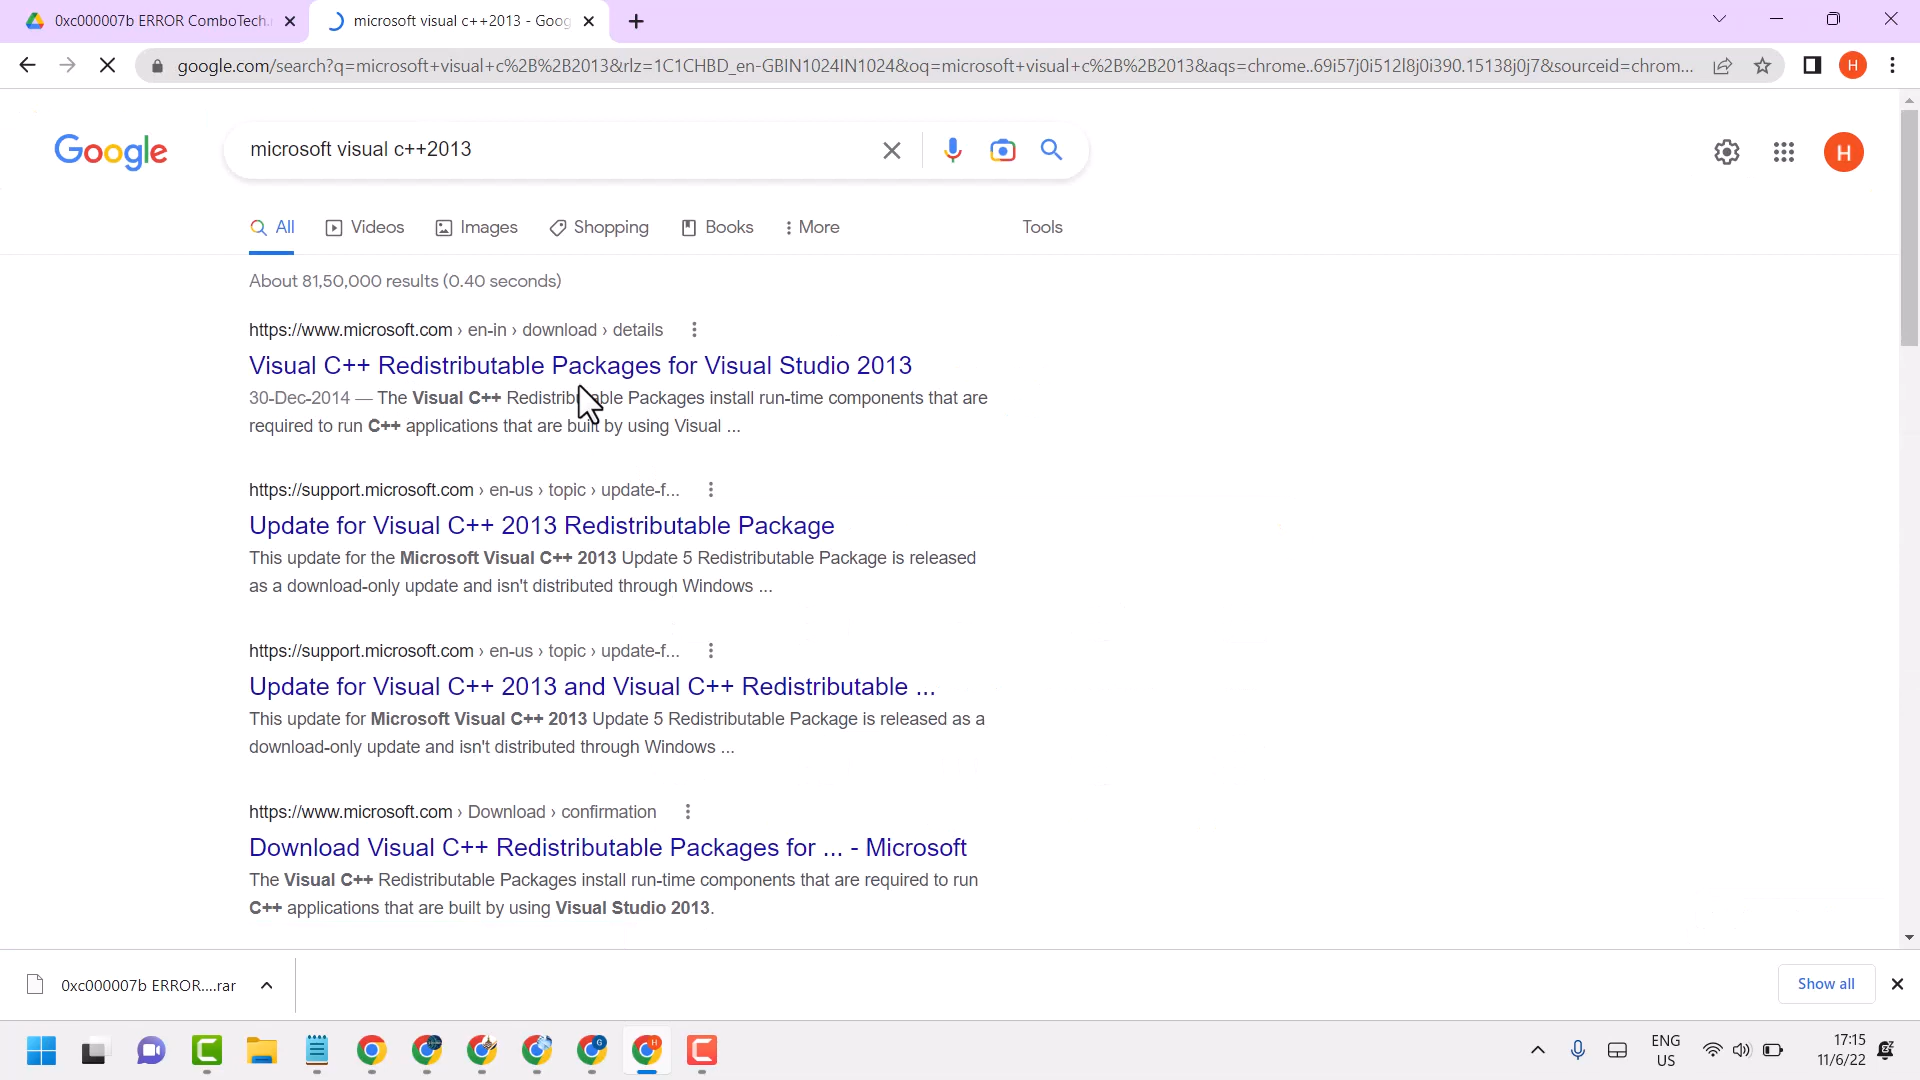 0xc000007b ERROR ComboTech.
microsoft visual c++2013 - Goog
google.com/search?q=microsoft+visual+c%2B%2B2013&rlz=1C1CHBD_en-GBIN1024IN1024&oq=microsoft+visual+c%2B%2B2013&aqs=chrome..69i57j0i512l8j0i390.15138j0j7&sourceid=chrom...
H
Google
microsoft visual c++2013
H
All
Videos
Images
Shopping
Books
More
Tools
About 81,50,000 results (0.40 seconds)
https://www.microsoft.com › en-in › download › details
Visual C++ Redistributable Packages for Visual Studio 2013
30-Dec-2014 — The Visual C++ Redistributable Packages install run-time components that are
required to run C++ applications that are built by using Visual ...
https://support.microsoft.com › en-us › topic › update-f...
Update for Visual C++ 2013 Redistributable Package
This update for the Microsoft Visual C++ 2013 Update 5 Redistributable Package is released
as a download-only update and isn't distributed through Windows ...
https://support.microsoft.com › en-us › topic › update-f...
Update for Visual C++ 2013 and Visual C++ Redistributable ...
This update for Microsoft Visual C++ 2013 Update 5 Redistributable Package is released as a
download-only update and isn't distributed through Windows ...
https://www.microsoft.com › Download › confirmation
Download Visual C++ Redistributable Packages for ... - Microsoft
The Visual C++ Redistributable Packages install run-time components that are required to run
C++ applications that are built by using Visual Studio 2013.
0xc000007b ERROR....rar
Show all
G
H
ENG
US
17:15
11/6/22